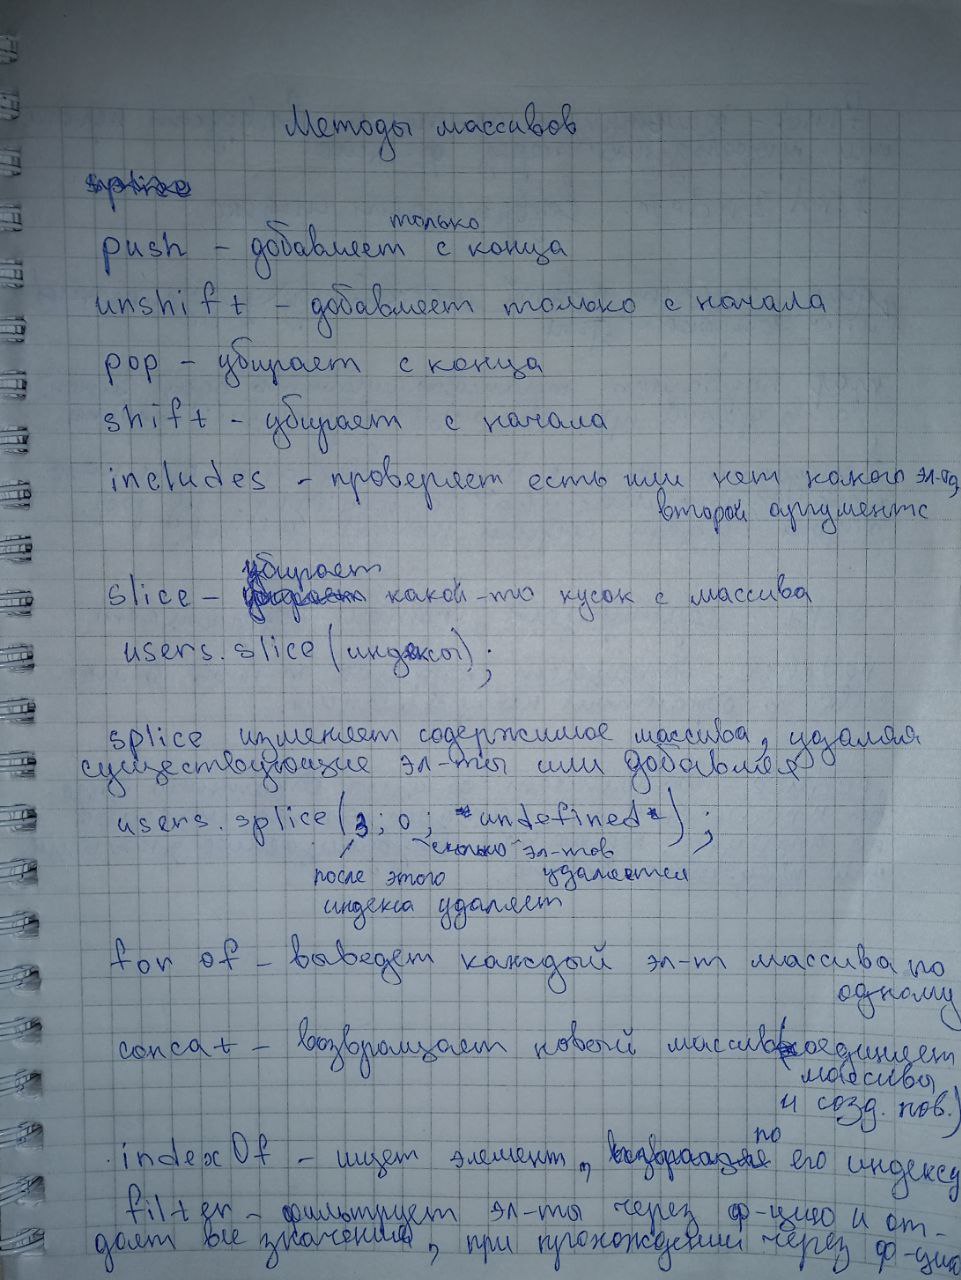 Методы массивов
splice
только
push - добавляет с конца
unshift - добавляет только с начала
pop - убирает с конца
shift - убирает с начала
includes - проверяет есть или нет какого эл-та,
второй аргументс
убирает
slice - какой-то кусок с массива
users.slice(индексы);
splice изменяет содержимое массива, удаляя
существующие эл-ты или добавляя
users.splice(3; 0; "undefined");
сколько эл-тов
после этого удаляется
индекса удаляет
for of - выведет каждый эл-т массива по
одному
concat - возвращает новый массив(соединяет
массивы
и созд. нов.)
по
indexOf - ищет элемент, его индексу
filter - фильтрует эл-ты через ф-цию и от-
дает все значения, при прохождении через ф-цию